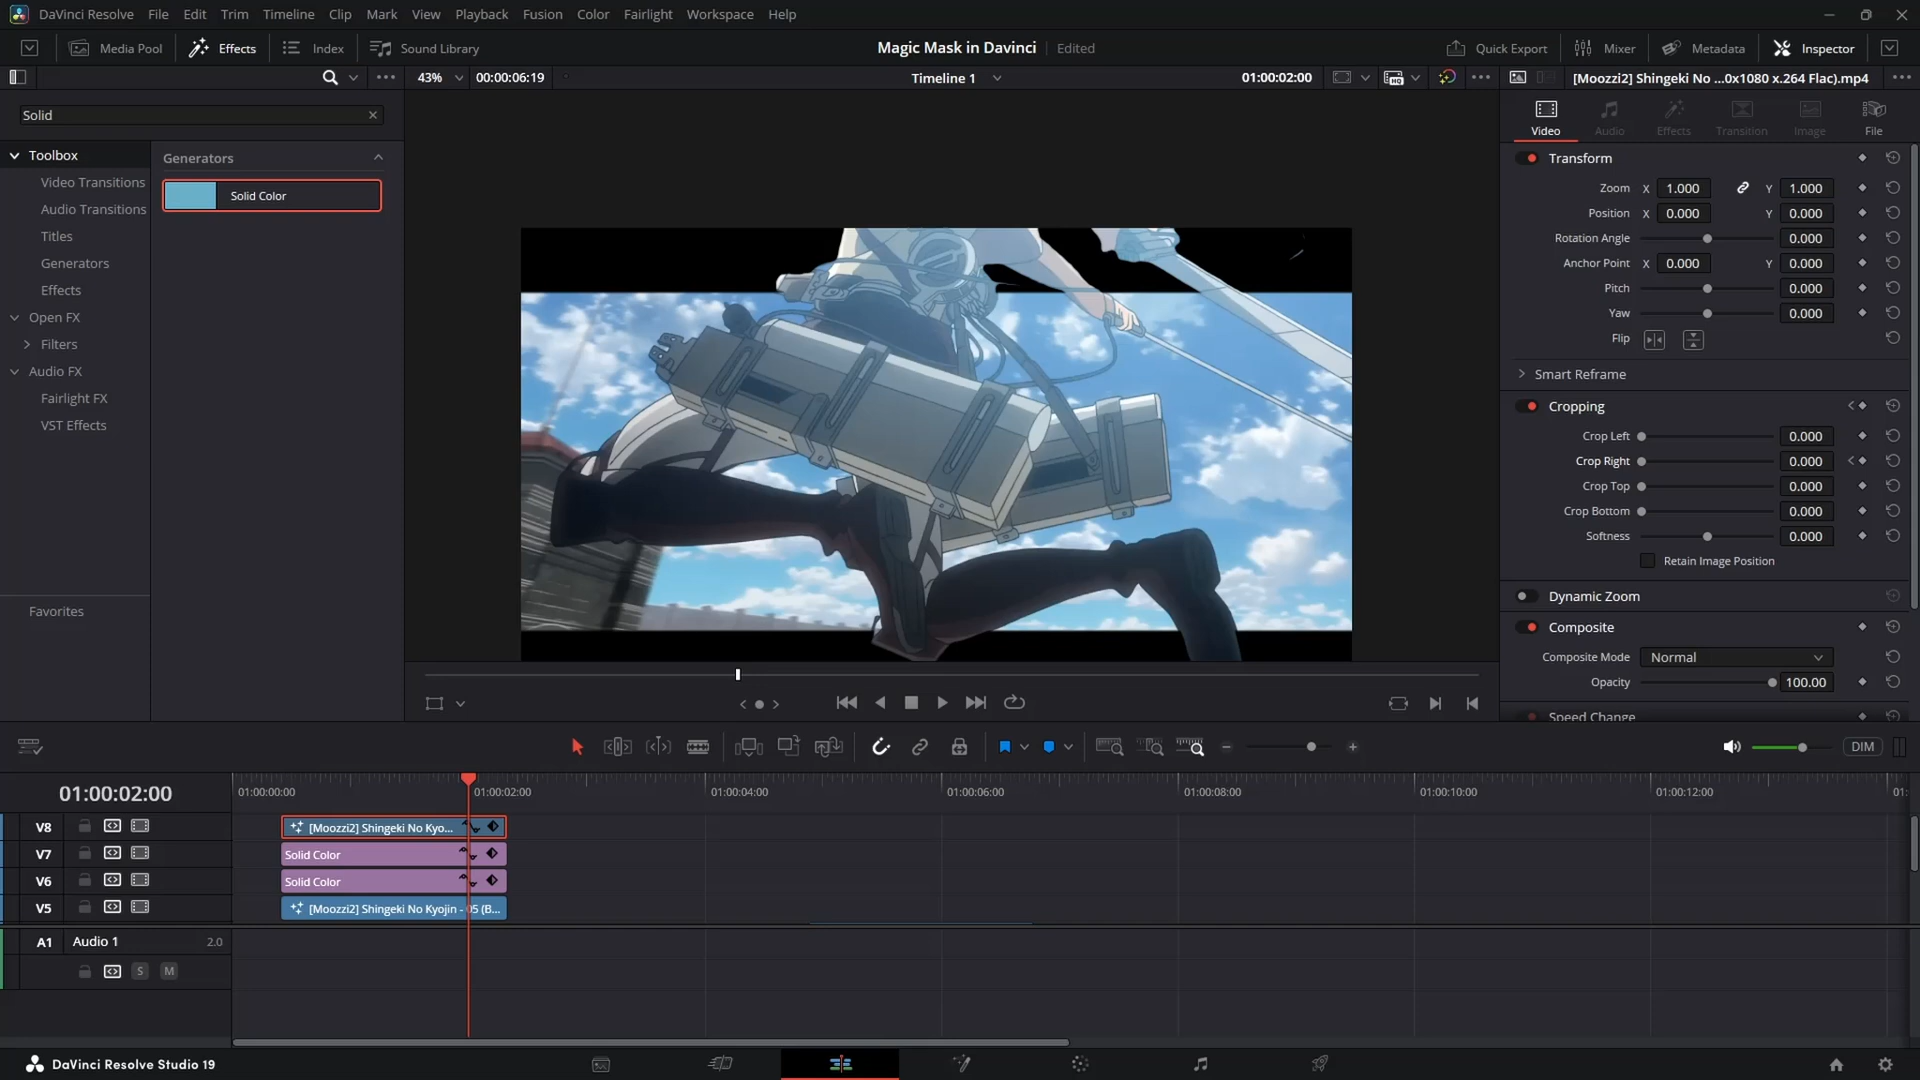 DaVinci Resolve File Edit Trim Timeline Clip Mark View Playback Fusion Color Fairlight Workspace Help
Media Pool Effects Index Sound Library Magic Mask in Davinci Edited Quick Export Mixer Metadata Inspector
43% 00:00:06:19 Timeline 1 01:00:02:00 [Moozzi2] Shingeki No ...0x1080 x.264 Flac).mp4
Solid
Video Audio Effects Transition Image File
Toolbox
Video Transitions
Audio Transitions
Titles
Generators
Effects
Open FX
Filters
Audio FX
Fairlight FX
VST Effects
Favorites
Generators
Solid Color
Transform
Zoom X 1.000 Y 1.000
Position X 0.000 Y 0.000
Rotation Angle 0.000
Anchor Point X 0.000 Y 0.000
Pitch 0.000
Yaw 0.000
Flip
Smart Reframe
Cropping
Crop Left 0.000
Crop Right 0.000
Crop Top 0.000
Crop Bottom 0.000
Softness 0.000
Retain Image Position
Dynamic Zoom
Composite
Composite Mode Normal
Opacity 100.00
Speed Change
DIM
01:00:02:00 01:00:00:00 01:00:02:00 01:00:04:00 01:00:06:00 01:00:08:00 01:00:10:00 01:00:12:00 01:
V8 [Moozzi2] Shingeki No Kyo...
V7 Solid Color
V6 Solid Color
V5 [Moozzi2] Shingeki No Kyojin - 05 (B...
A1 Audio 1 2.0
S M
DaVinci Resolve Studio 19